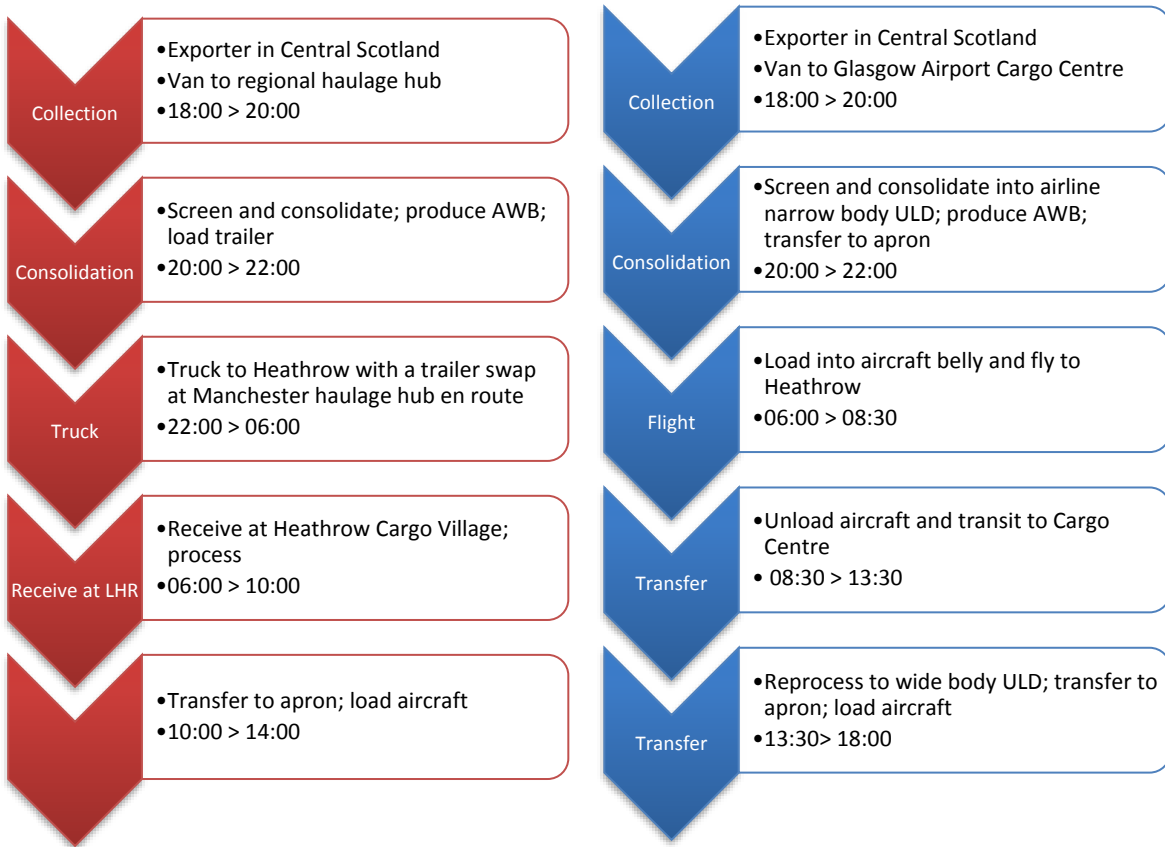 Collection
•Exporter in Central Scotland
•Van to regional haulage hub
•18:00 > 20:00
Consolidation
•Screen and consolidate; produce AWB;
load trailer
•20:00 > 22:00
Truck
•Truck to Heathrow with a trailer swap
at Manchester haulage hub en route
•22:00 > 06:00
Receive at LHR
•Receive at Heathrow Cargo Village;
process
•06:00 > 10:00
•Transfer to apron; load aircraft
•10:00 > 14:00
Collection
•Exporter in Central Scotland
•Van to Glasgow Airport Cargo Centre
•18:00 > 20:00
Consolidation
•Screen and consolidate into airline
narrow body ULD; produce AWB;
transfer to apron
•20:00 > 22:00
Flight
•Load into aircraft belly and fly to
Heathrow
•06:00 > 08:30
Transfer
•Unload aircraft and transit to Cargo
Centre
• 08:30 > 13:30
Transfer
•Reprocess to wide body ULD; transfer to
apron; load aircraft
•13:30> 18:00